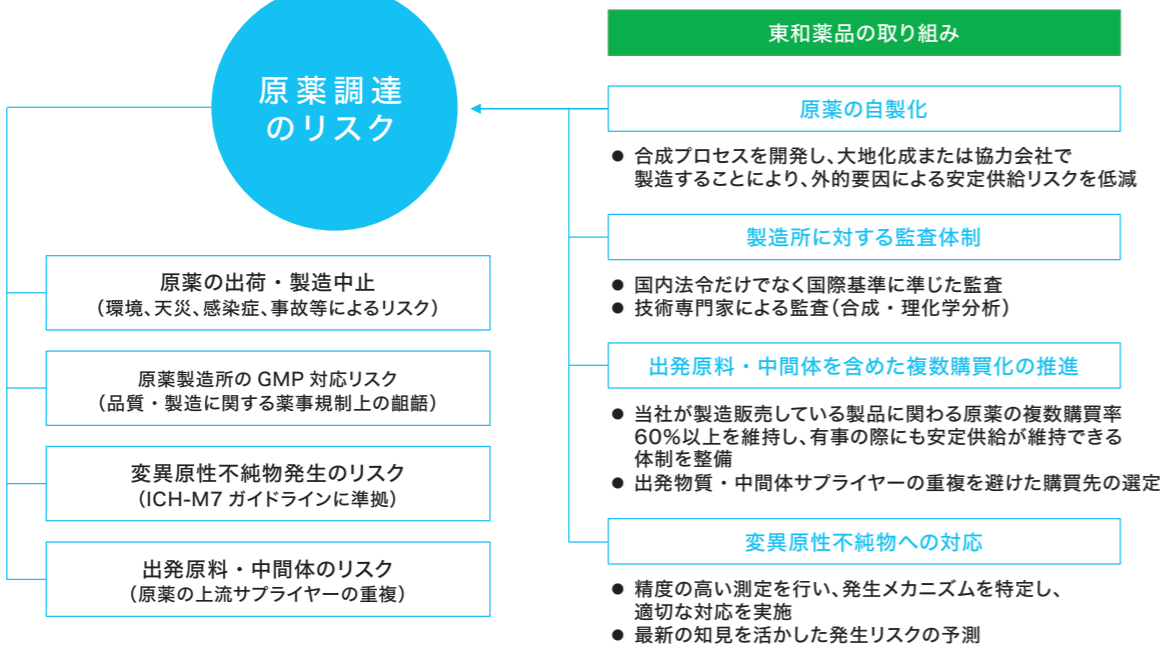 原薬調達
のリスク
原薬の出荷・製造中止
（環境、天災、感染症、事故等によるリスク）
原薬製造所の GMP 対応リスク
（品質・製造に関する薬事規制上の齟齬）
変異原性不純物発生のリスク
（ICH-M7 ガイドラインに準拠）
出発原料・中間体のリスク
（原薬の上流サプライヤーの重複）
東和薬品の取り組み
原薬の自製化
● 合成プロセスを開発し、大地化成または協力会社で
製造することにより、外的要因による安定供給リスクを低減
製造所に対する監査体制
● 国内法令だけでなく国際基準に準じた監査
● 技術専門家による監査（合成・理化学分析）
出発原料・中間体を含めた複数購買化の推進
● 当社が製造販売している製品に関わる原薬の複数購買率
60%以上を維持し、有事の際にも安定供給が維持できる
体制を整備
● 出発物質・中間体サプライヤーの重複を避けた購買先の選定
変異原性不純物への対応
● 精度の高い測定を行い、発生メカニズムを特定し、
適切な対応を実施
● 最新の知見を活かした発生リスクの予測